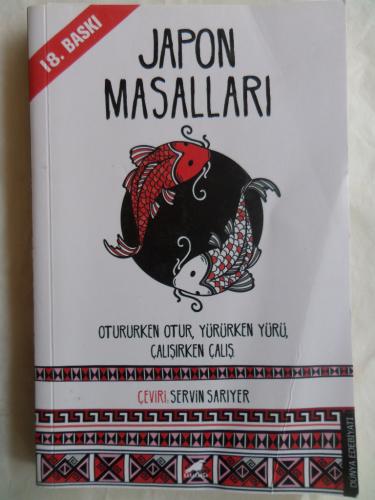 18. BASKI
JAPON
MASALLARI
OTURURKEN OTUR, YÜRÜRKEN YÜRÜ,
ÇALIŞIRKEN ÇALIŞ.
ÇEVİRİ: SERVİN SARIYER
DÜNYA EDEBİYATI